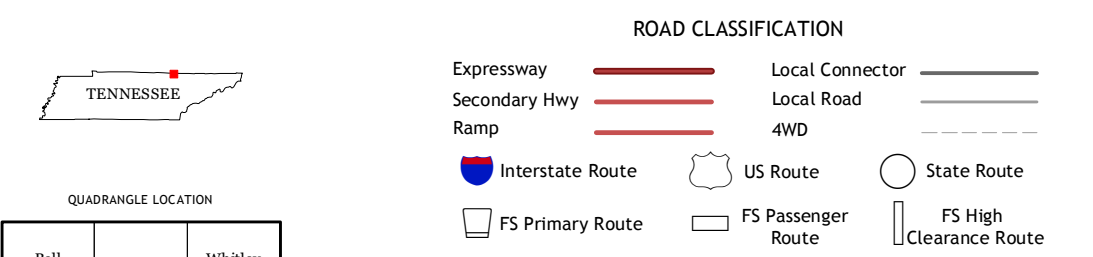 ROAD CLASSIFICATION
Expressway
Local Connector
Secondary Hwy
Local Road
Ramp
4WD
TENNESSEE
Interstate Route
US Route
State Route
QUADRANGLE LOCATION
FS Primary Route
FS Passenger
Route
FS High
Clearance Route